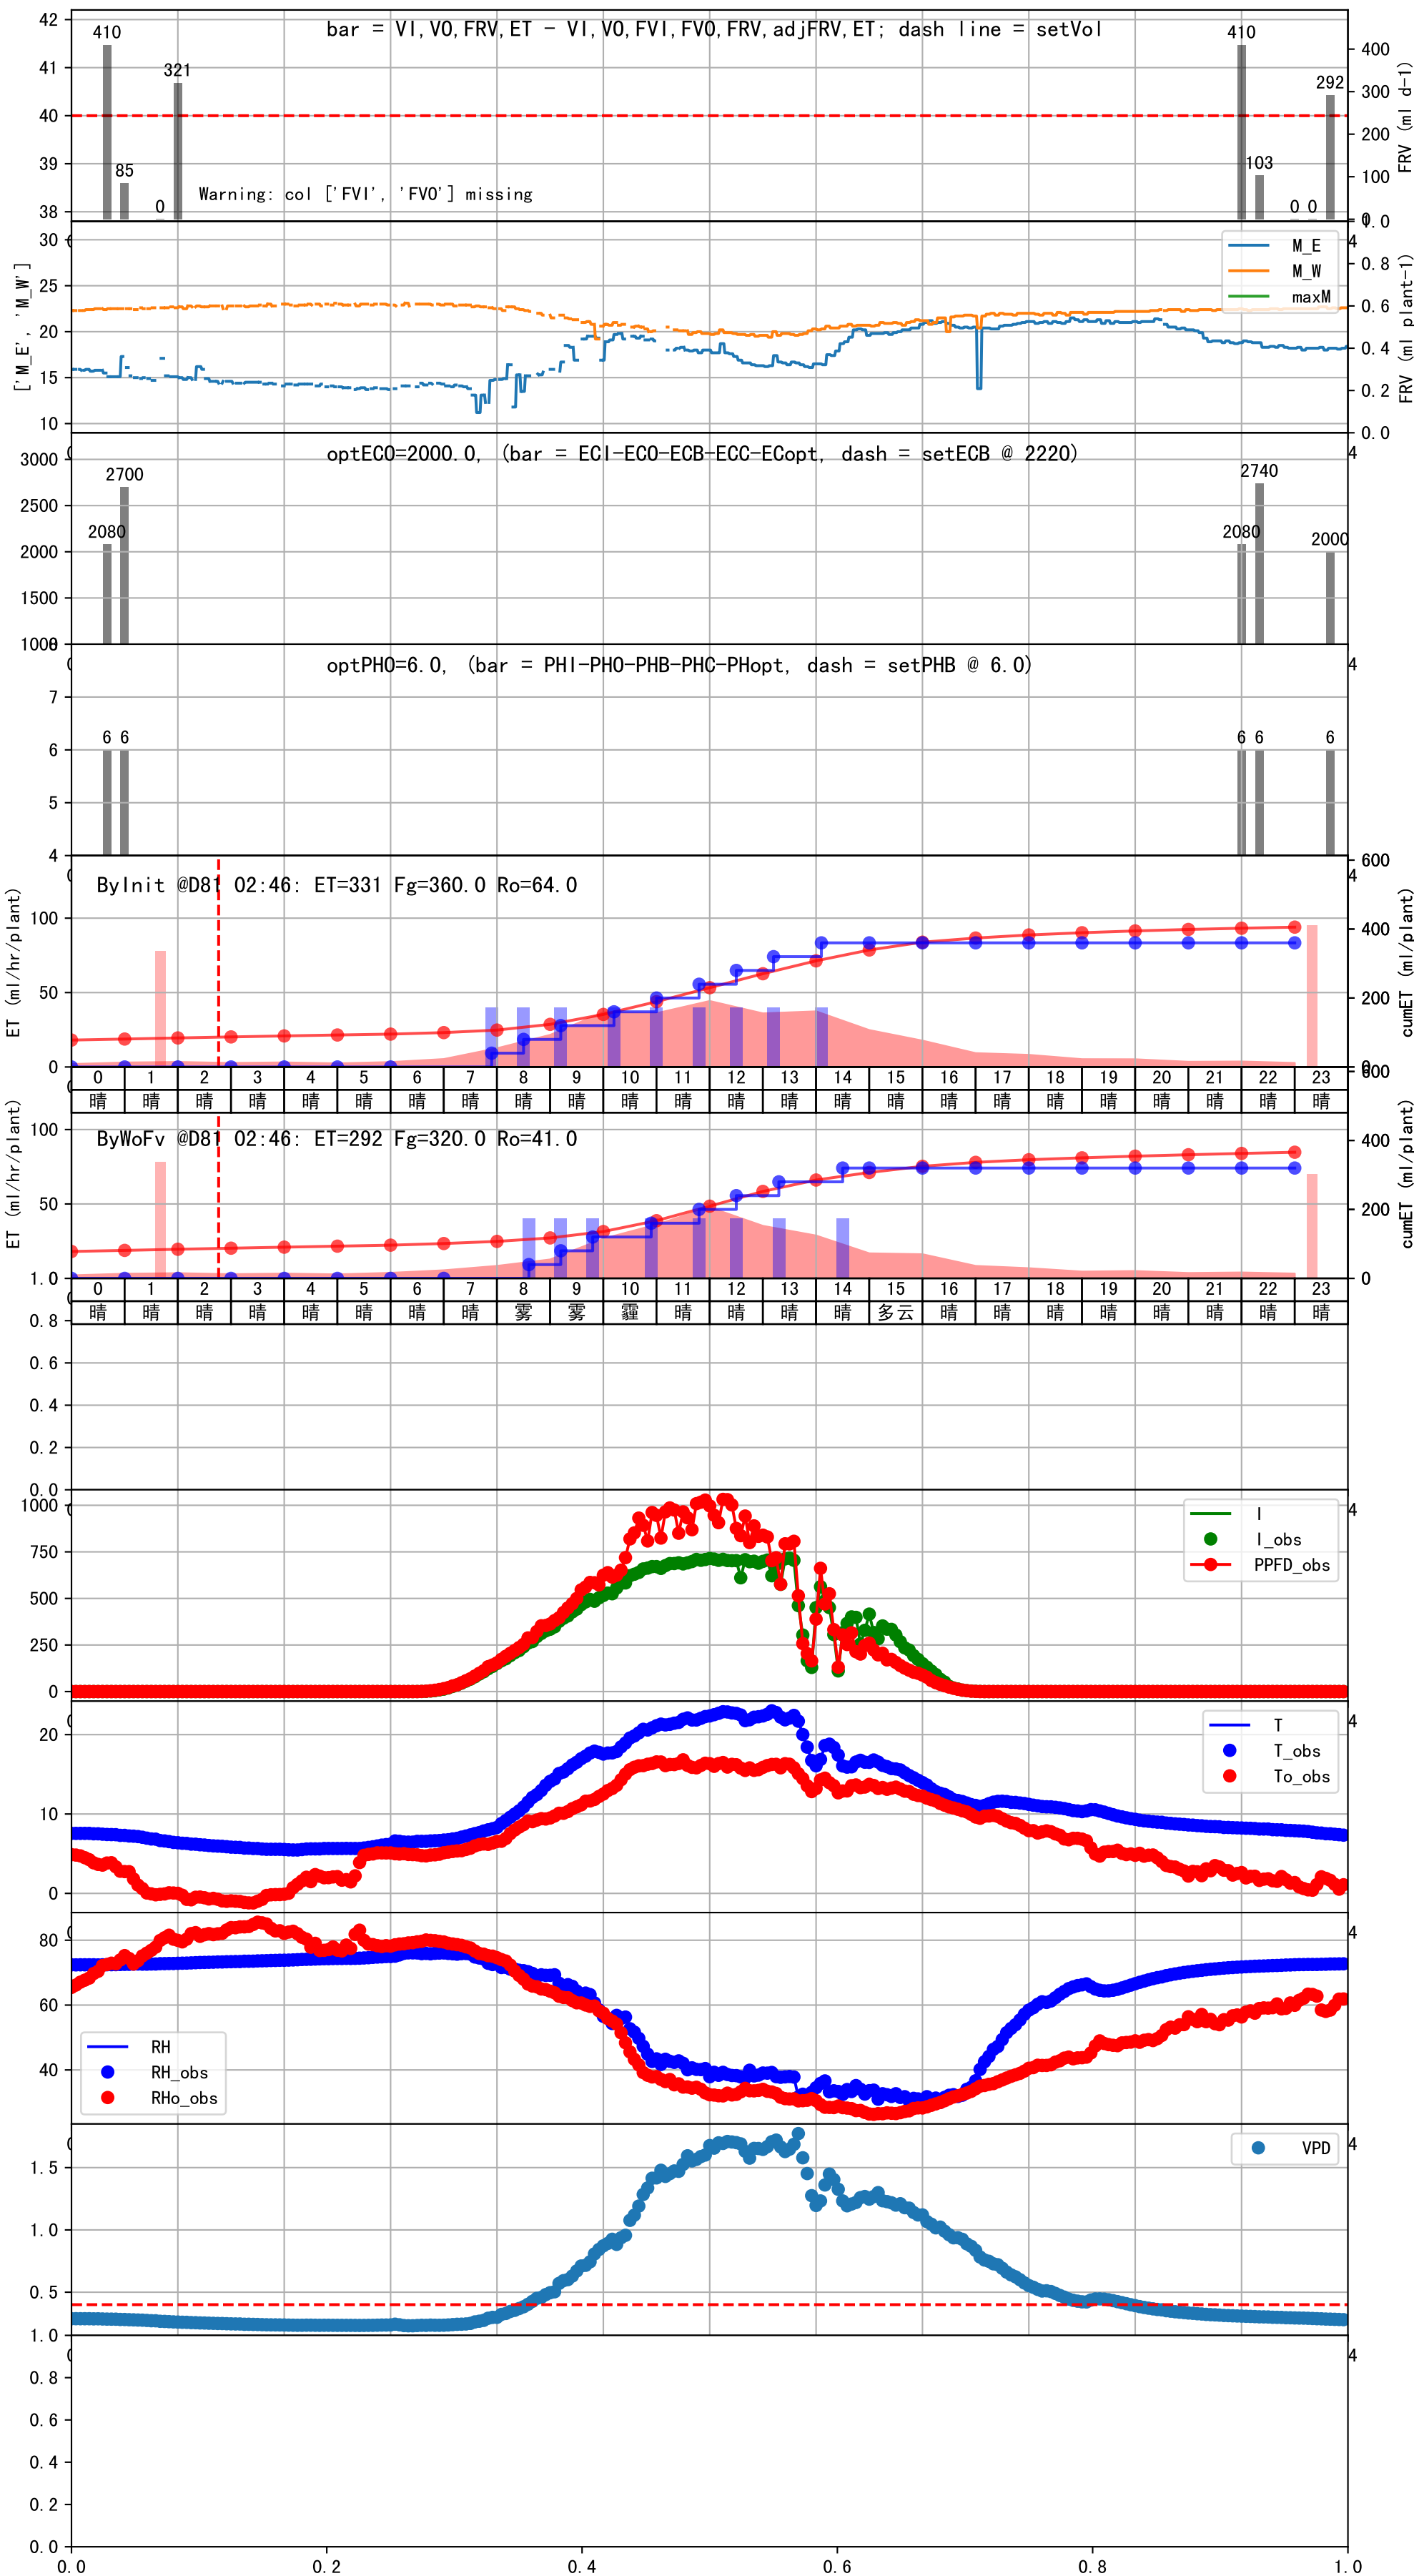 bar = VI,VO,FRV,ET - VI,VO,FVI,FVO,FRV,adjFRV,ET; dash line = setVol
42
41
40
39
38
410
85
0
321
Warning: col ['FVI', 'FVO'] missing
410
103
0 0
292
400
300
200
100
0
FRV (ml d-1)
1.0
30
25
20
15
10
['M_E', 'M_W']
M_E
M_W
maxM
0.8
0.6
0.4
0.2
0.0
FRV (ml plant-1)
optECO=2000.0, (bar = ECI-ECO-ECB-ECC-ECopt, dash = setECB @ 2220)
3000
2500
2000
1500
1000
2080
2700
2080
2740
2000
optPHO=6.0, (bar = PHI-PHO-PHB-PHC-PHopt, dash = setPHB @ 6.0)
7
6
5
4
6 6
6 6
6
ByInit @D81 02:46: ET=331 Fg=360.0 Ro=64.0
100
50
0
ET (ml/hr/plant)
600
400
200
0
cumET (ml/plant)
0 1 2 3 4 5 6 7 8 9 10 11 12 13 14 15 16 17 18 19 20 21 22 23
晴 晴 晴 晴 晴 晴 晴 晴 晴 晴 晴 晴 晴 晴 晴 晴 晴 晴 晴 晴 晴 晴 晴 晴
ByWoFv @D81 02:46: ET=292 Fg=320.0 Ro=41.0
100
50
ET (ml/hr/plant)
600
400
200
0
cumET (ml/plant)
0 1 2 3 4 5 6 7 8 9 10 11 12 13 14 15 16 17 18 19 20 21 22 23
晴 晴 晴 晴 晴 晴 晴 晴 雾 雾 霾 晴 晴 晴 晴 多云 晴 晴 晴 晴 晴 晴 晴 晴
1.0
0.8
0.6
0.4
0.2
0.0
1000
750
500
250
0
I
I_obs
PPFD_obs
20
10
0
T
T_obs
To_obs
80
60
40
RH
RH_obs
RHo_obs
1.5
1.0
0.5
VPD
1.0
0.8
0.6
0.4
0.2
0.0
0.0 0.2 0.4 0.6 0.8 1.0